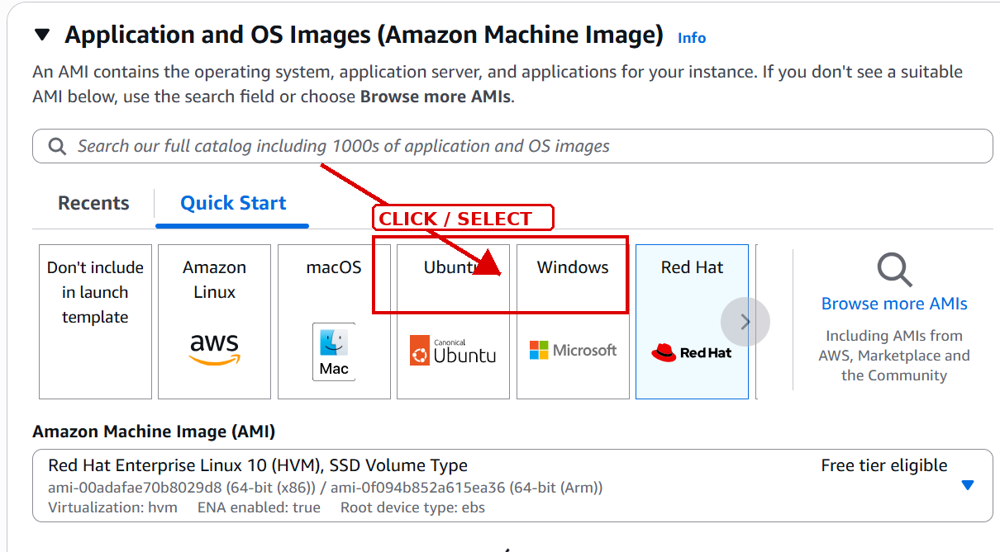 Application and OS Images (Amazon Machine Image) Info
An AMI contains the operating system, application server, and applications for your instance. If you don't see a suitable
AMI below, use the search field or choose Browse more AMIs.
Search our full catalog including 1000s of application and OS images
Recents
Quick Start
CLICK / SELECT
Don't include
in launch
template
Amazon
Linux
aws
macOS
Mac
Ubuntu
Canonical
Ubuntu
Windows
Microsoft
Red Hat
Red Hat
Browse more AMIs
Including AMIs from
AWS, Marketplace and
the Community
Amazon Machine Image (AMI)
Red Hat Enterprise Linux 10 (HVM), SSD Volume Type
Free tier eligible
ami-00adafae70b8029d8 (64-bit (x86)) / ami-0f094b852a615ea36 (64-bit (Arm))
Virtualization: hvm ENA enabled: true Root device type: ebs